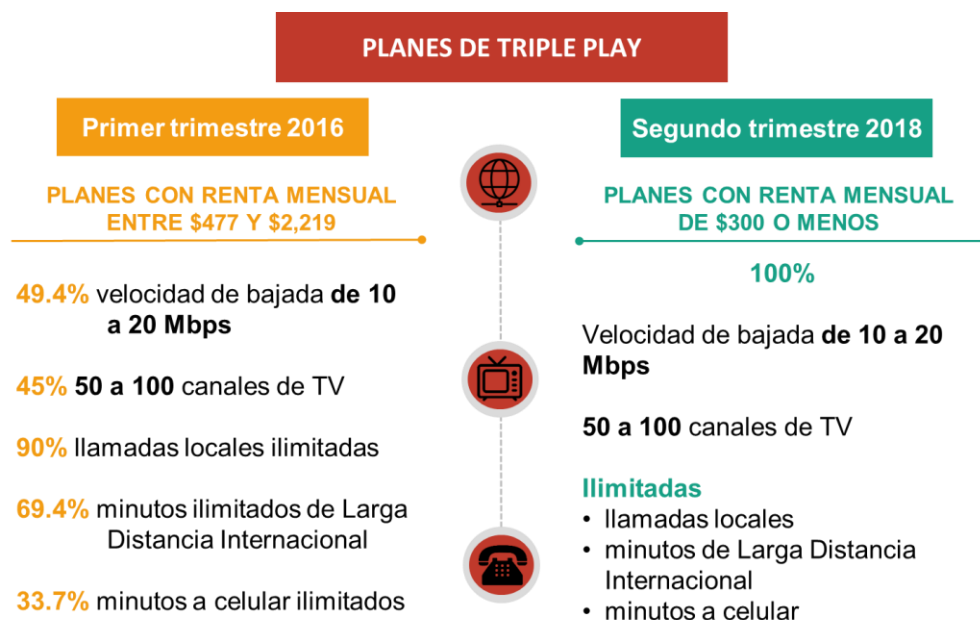 PLANES DE TRIPLE PLAY
Primer trimestre 2016
PLANES CON RENTA MENSUAL
ENTRE $477 Y $2,219
49.4% velocidad de bajada de 10
a 20 Mbps
45% 50 a 100 canales de TV
90% llamadas locales ilimitadas
69.4% minutos ilimitados de Larga
Distancia Internacional
33.7% minutos a celular ilimitados
Segundo trimestre 2018
PLANES CON RENTA MENSUAL
DE $300 O MENOS
100%
Velocidad de bajada de 10 a 20
Mbps
50 a 100 canales de TV
Ilimitadas
• llamadas locales
• minutos de Larga Distancia
Internacional
• minutos a celular